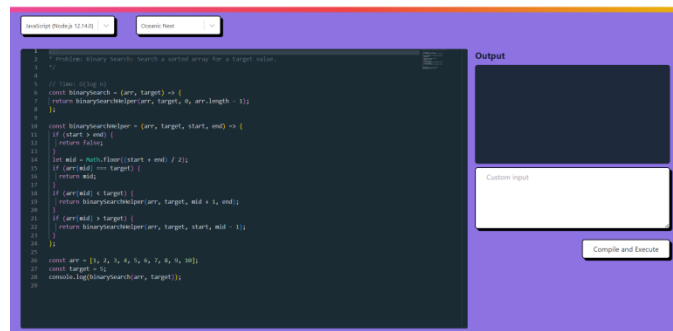 JavaScript (Node.js 12.14.0)
Oceanic Next
1
2 * Problem: Binary Search: Search a sorted array for a target value.
3 */
4
5 // Time: O(log n)
6 const binarySearch = (arr, target) => {
7 return binarySearchHelper(arr, target, 0, arr.length - 1);
8 };
9
10 const binarySearchHelper = (arr, target, start, end) => {
11 if (start > end) {
12 return false;
13 }
14 let mid = Math.floor((start + end) / 2);
15 if (arr[mid] === target) {
16 return mid;
17 }
18 if (arr[mid] < target) {
19 return binarySearchHelper(arr, target, mid + 1, end);
20 }
21 if (arr[mid] > target) {
22 return binarySearchHelper(arr, target, start, mid - 1);
23 }
24 };
25
26 const arr = [1, 2, 3, 4, 5, 6, 7, 8, 9, 10];
27 const target = 5;
28 console.log(binarySearch(arr, target));
29
Output
Custom input
Compile and Execute